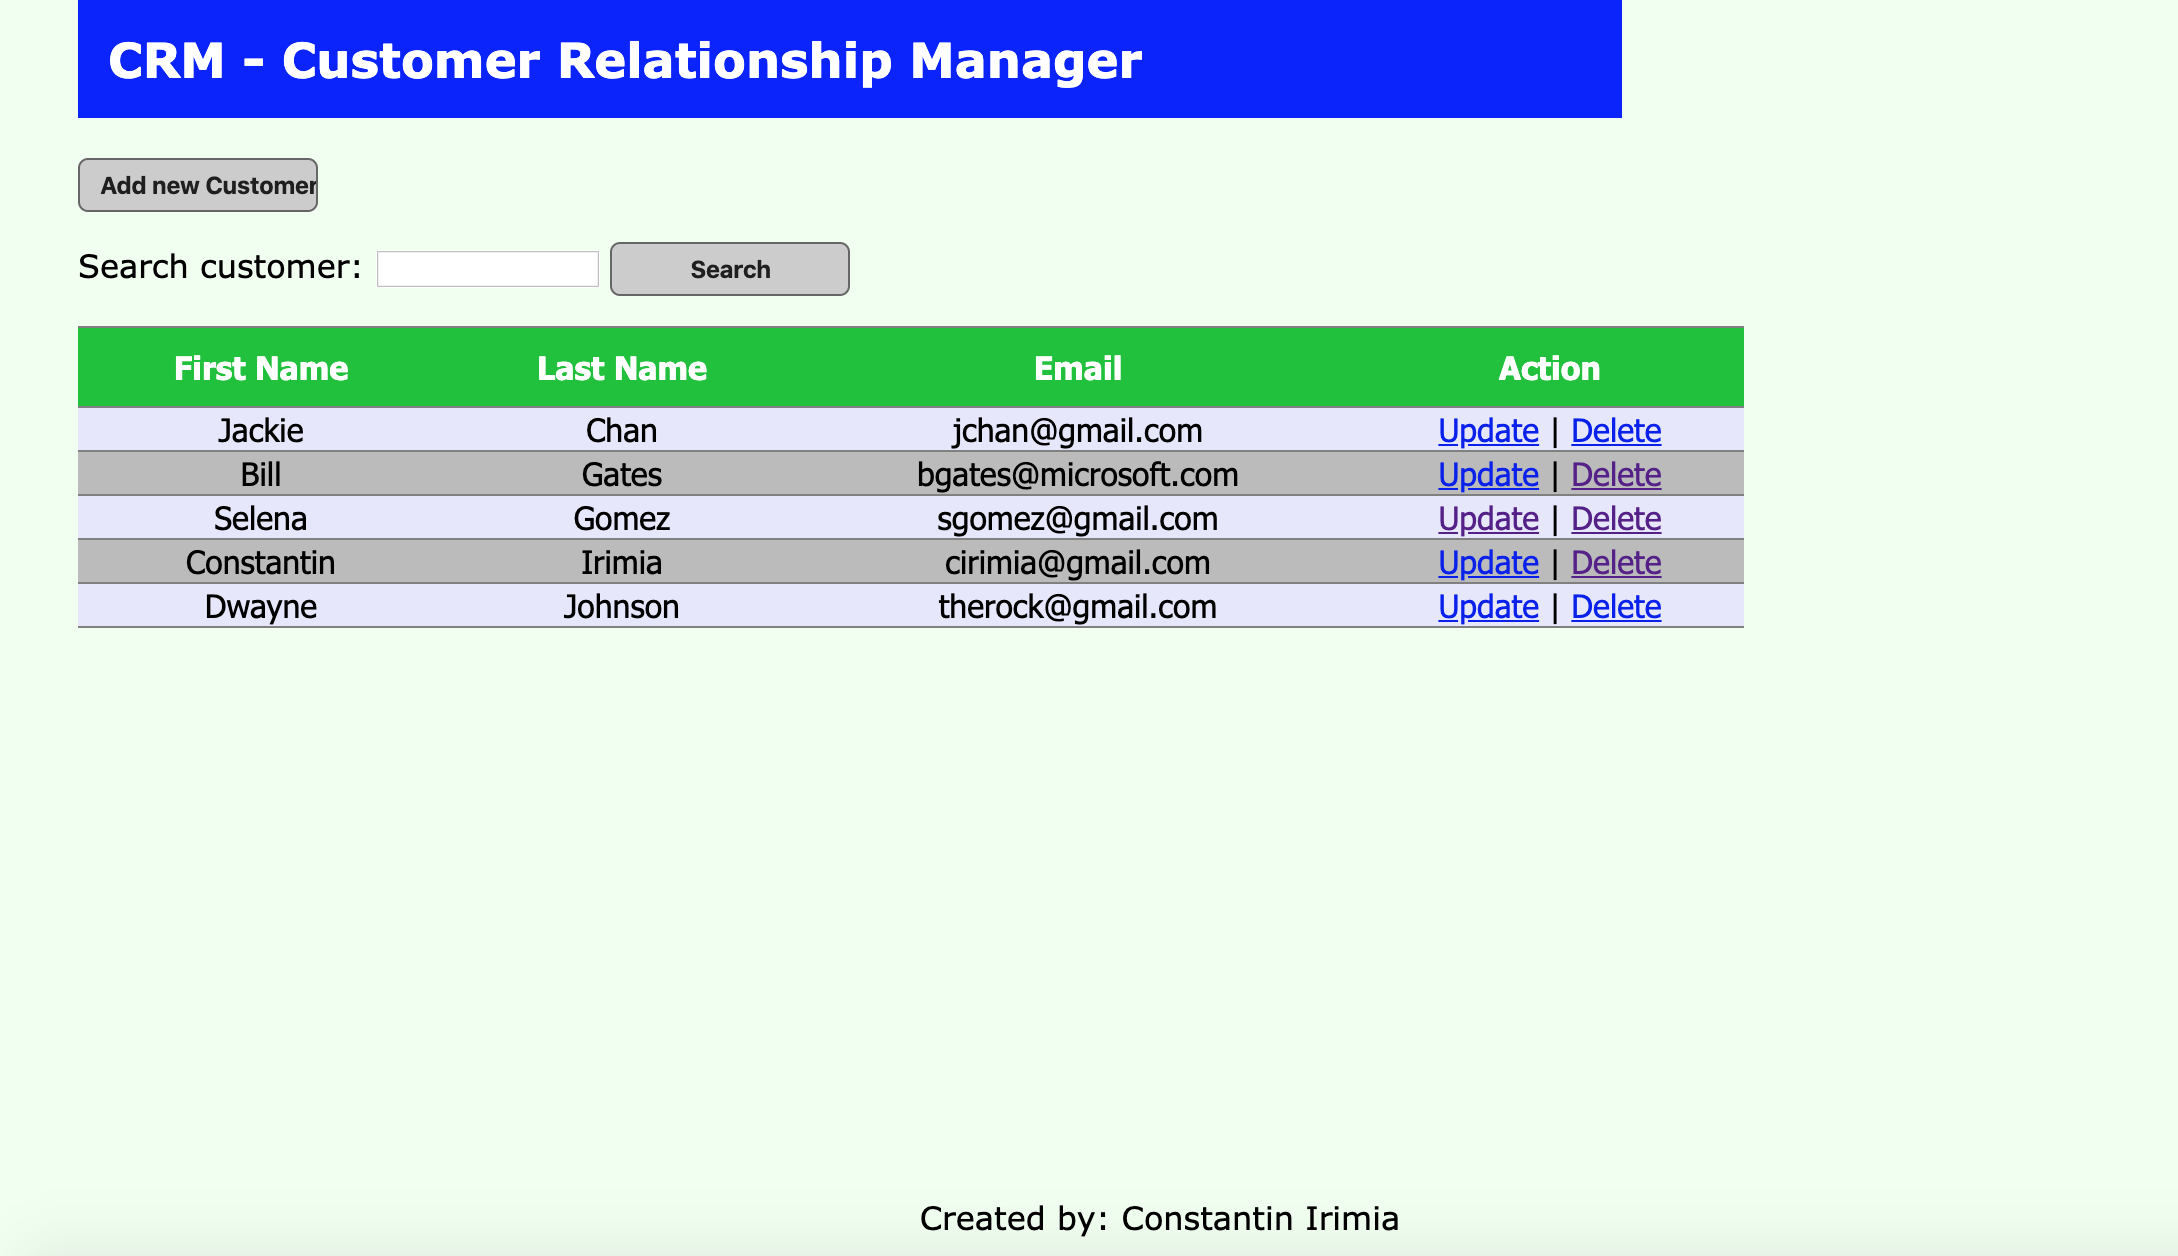 CRM - Customer Relationship Manager
Add new Customer
Search customer: Search
First Name Last Name Email Action
Jackie Chan jchan@gmail.com Update | Delete
Bill Gates bgates@microsoft.com Update | Delete
Selena Gomez sgomez@gmail.com Update | Delete
Constantin Irimia cirimia@gmail.com Update | Delete
Dwayne Johnson therock@gmail.com Update | Delete
Created by: Constantin Irimia